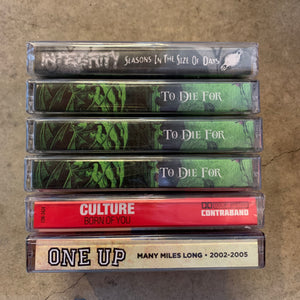 INTEGRITY SEASONS IN THE SIZE OF DAYS
TO DIE FOR
TO DIE FOR
TO DIE FOR
CULTURE
BORN OF YOU
CONTRABAND
ONE UP MANY MILES LONG • 2002-2005